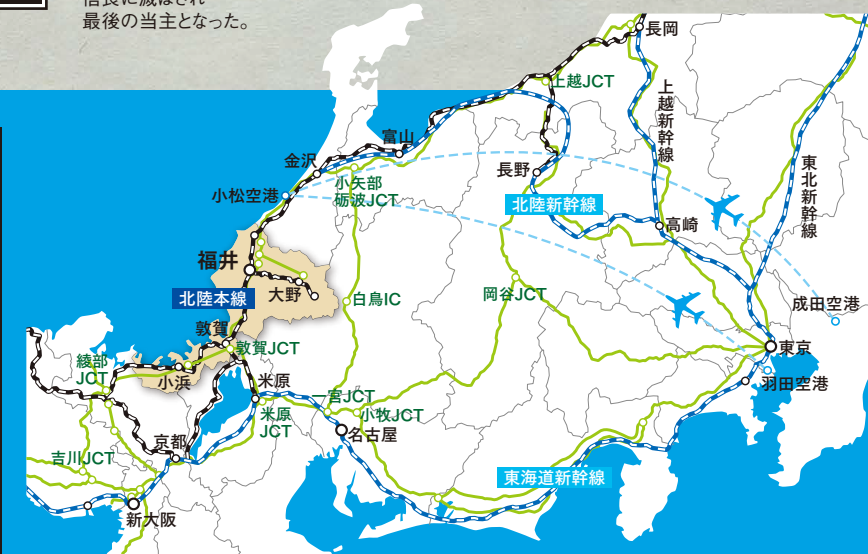 信長に滅ぼされ
最後の当主となった。
長岡
上越JCT
上越新幹線
東北新幹線
富山
金沢
長野
小松空港
小矢部
砺波JCT
北陸新幹線
高崎
福井
大野
北陸本線
白鳥IC
岡谷JCT
成田空港
敦賀
敦賀JCT
東京
綾部
JCT
小浜
米原
羽田空港
米原
JCT
一宮JCT
小牧JCT
名古屋
京都
吉川JCT
東海道新幹線
新大阪